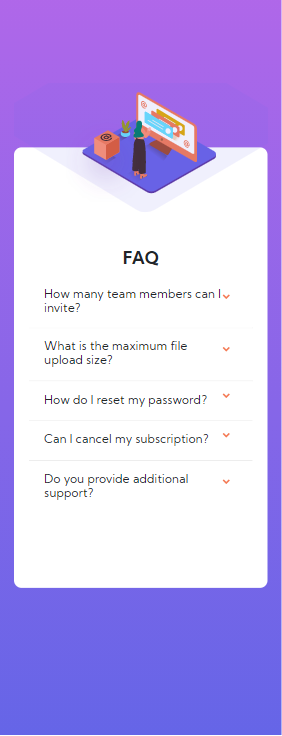 FAQ
How many team members can I
invite?
What is the maximum file
upload size?
How do I reset my password?
Can I cancel my subscription?
Do you provide additional
support?